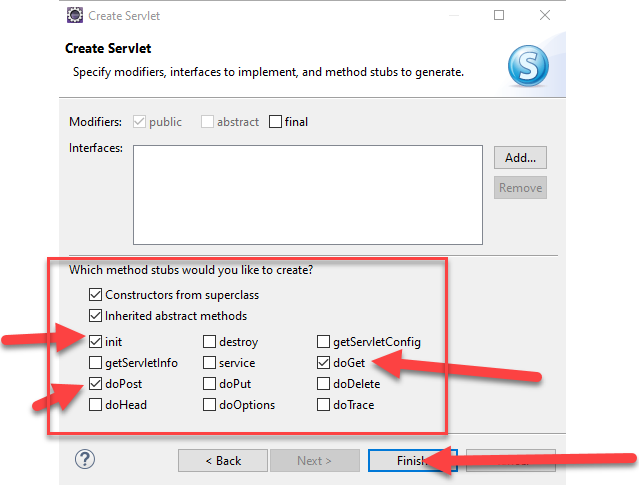 Create Servlet
Create Servlet
Specify modifiers, interfaces to implement, and method stubs to generate.
S
Modifiers: public abstract final
Interfaces:
Add...
Remove
Which method stubs would you like to create?
Constructors from superclass
Inherited abstract methods
init destroy getServletConfig
getServletInfo service doGet
doPost doPut doDelete
doHead doOptions doTrace
? < Back Next > Finish